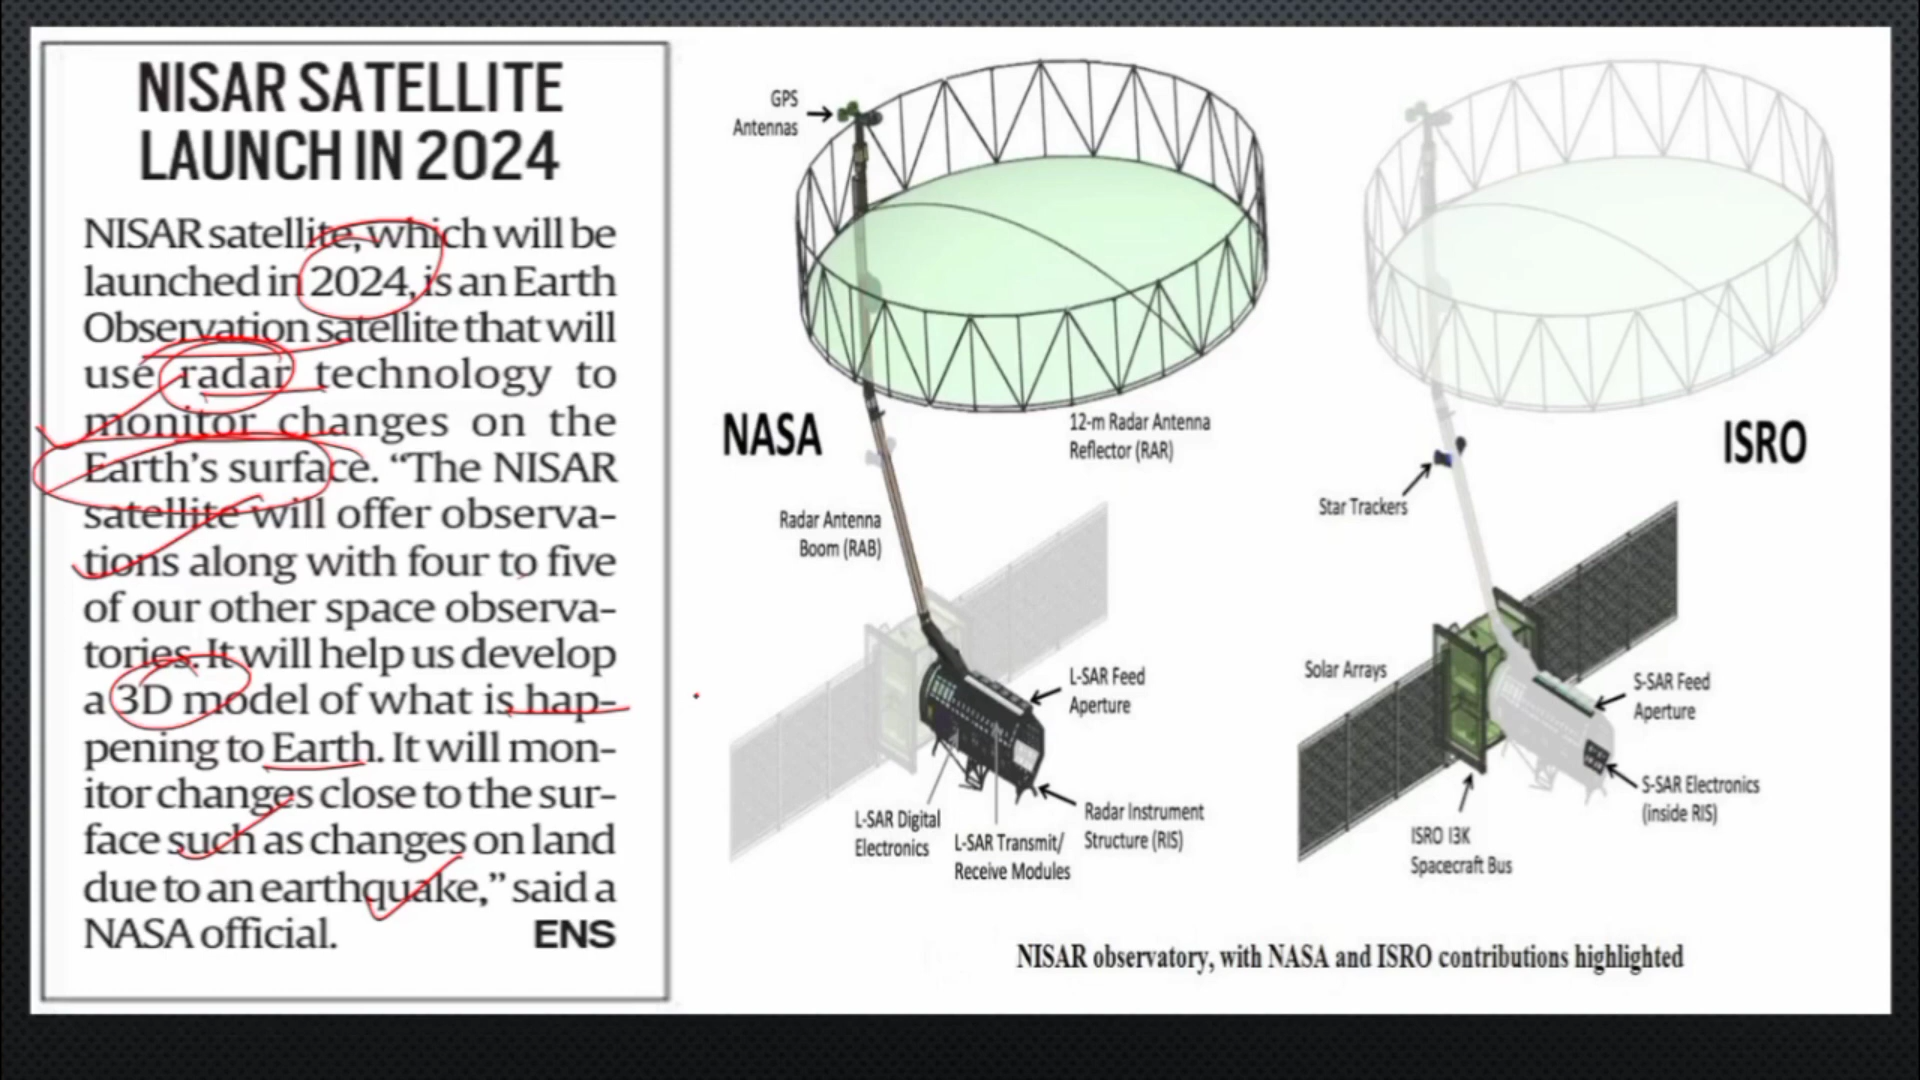 NISAR SATELLITE
LAUNCH IN 2024
NISAR satellite, which will be
launched in 2024, is an Earth
Observation satellite that will
use radar technology to
monitor changes on the
Earth's surface. “The NISAR
satellite will offer observa-
tions along with four to five
of our other space observa-
tories. It will help us develop
a 3D model of what is hap-
pening to Earth. It will mon-
itor changes close to the sur-
face such as changes on land
due to an earthquake,” said a
NASA official.
ENS
GPS
Antennas
NASA
12-m Radar Antenna
Reflector (RAR)
Radar Antenna
Boom (RAB)
L-SAR Feed
Aperture
L-SAR Digital
Electronics
L-SAR Transmit/
Receive Modules
Radar Instrument
Structure (RIS)
ISRO
Star Trackers
Solar Arrays
S-SAR Feed
Aperture
S-SAR Electronics
(inside RIS)
ISRO I3K
Spacecraft Bus
NISAR observatory, with NASA and ISRO contributions highlighted